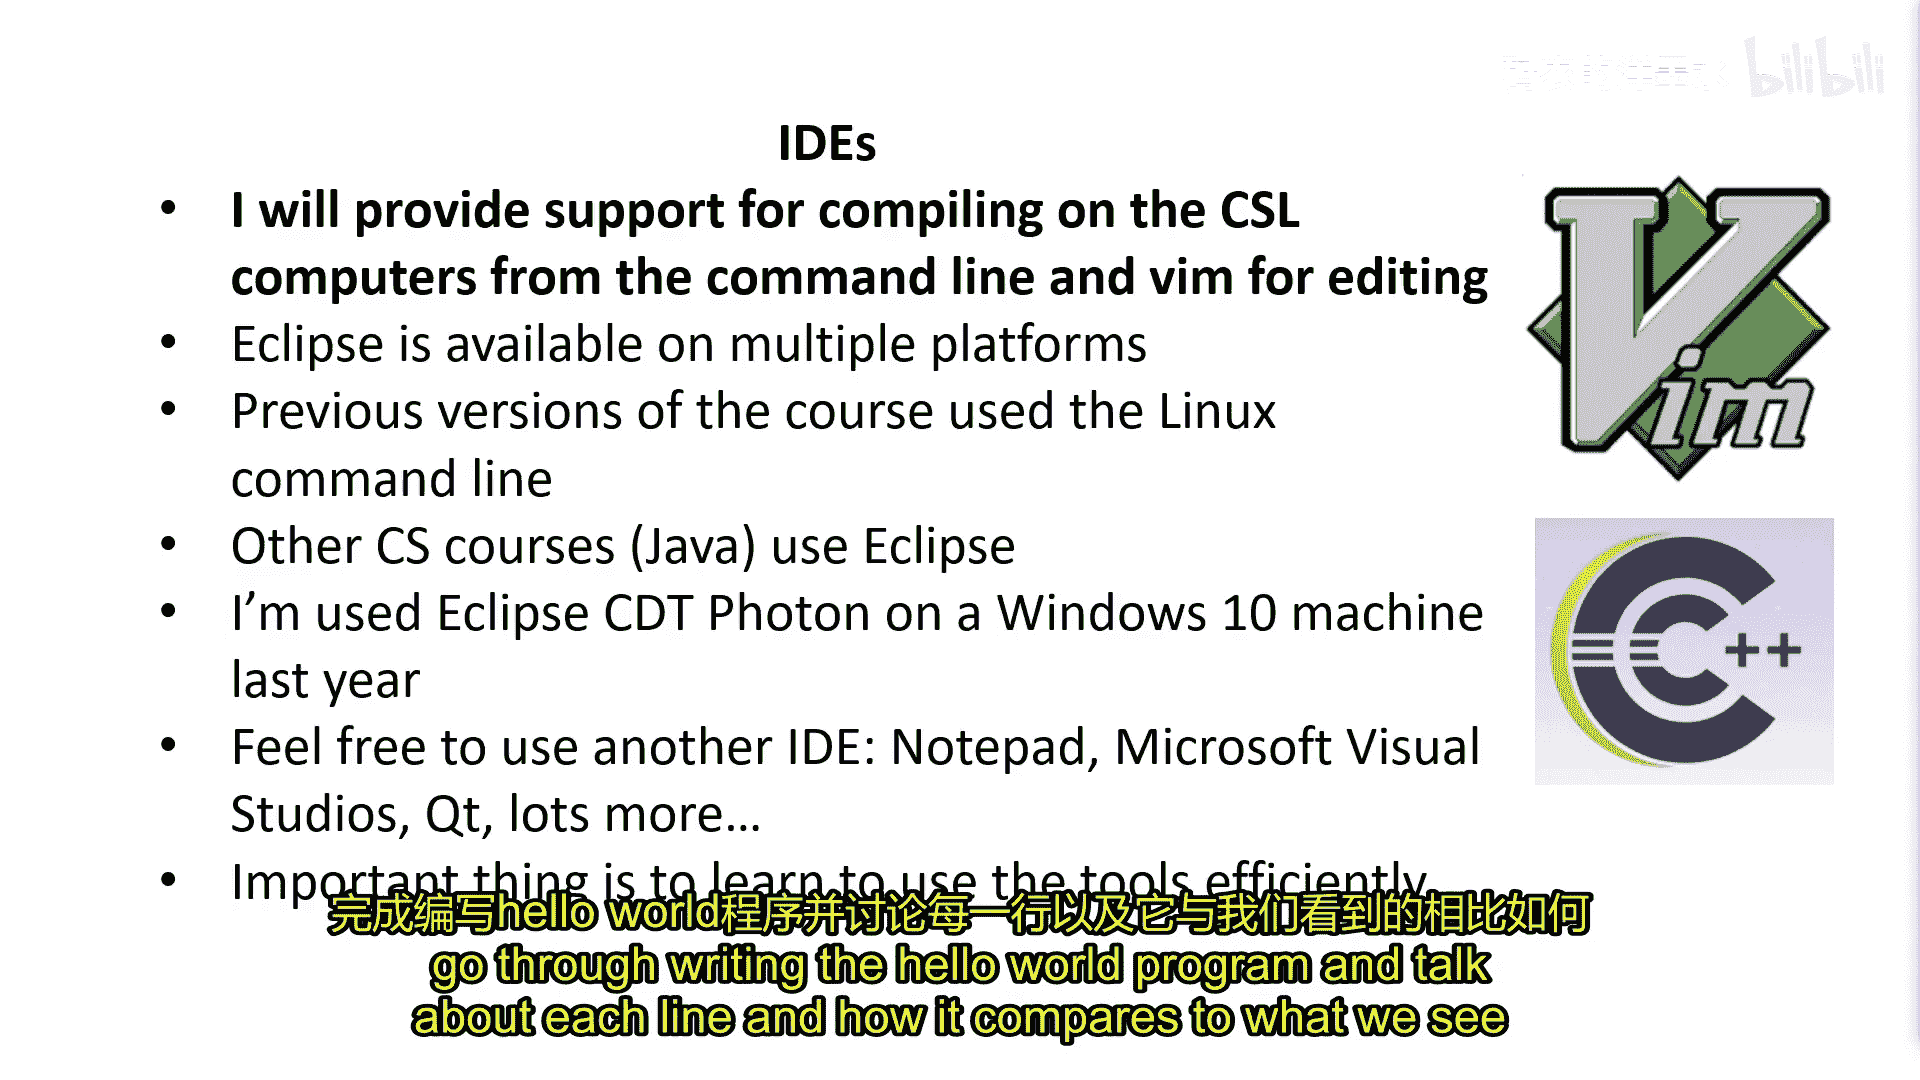 bilibili
IDEs
• I will provide support for compiling on the CSL
computers from the command line and vim for editing
• Eclipse is available on multiple platforms
• Previous versions of the course used the Linux
command line
• Other CS courses (Java) use Eclipse
• I’m used Eclipse CDT Photon on a Windows 10 machine
last year
• Feel free to use another IDE: Notepad, Microsoft Visual
Studios, Qt, lots more…
• Important thing is to learn to use the tools efficiently
Vim
C++
完成编写hello world程序并讨论每一行以及它与我们看到的相比如何
go through writing the hello world program and talk
about each line and how it compares to what we see